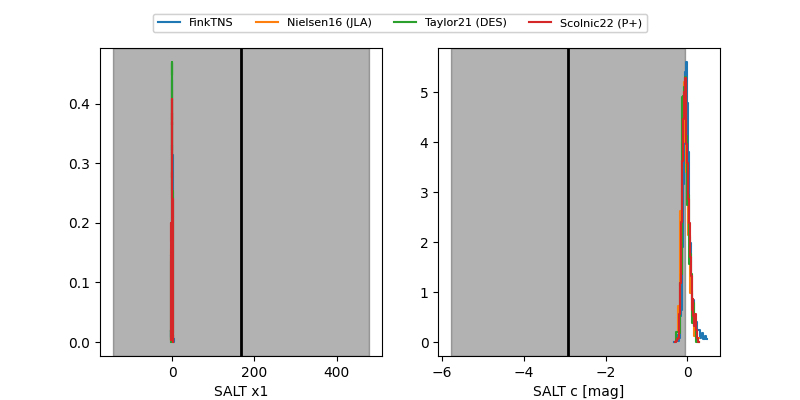 FinkTNS Nielsen16 (JLA) Taylor21 (DES) Scolnic22 (P+)
0.4
0.3
0.2
0.1
0.0
0 200 400
SALT x1
5
4
3
2
1
0
−6 −4 −2 0
SALT c [mag]